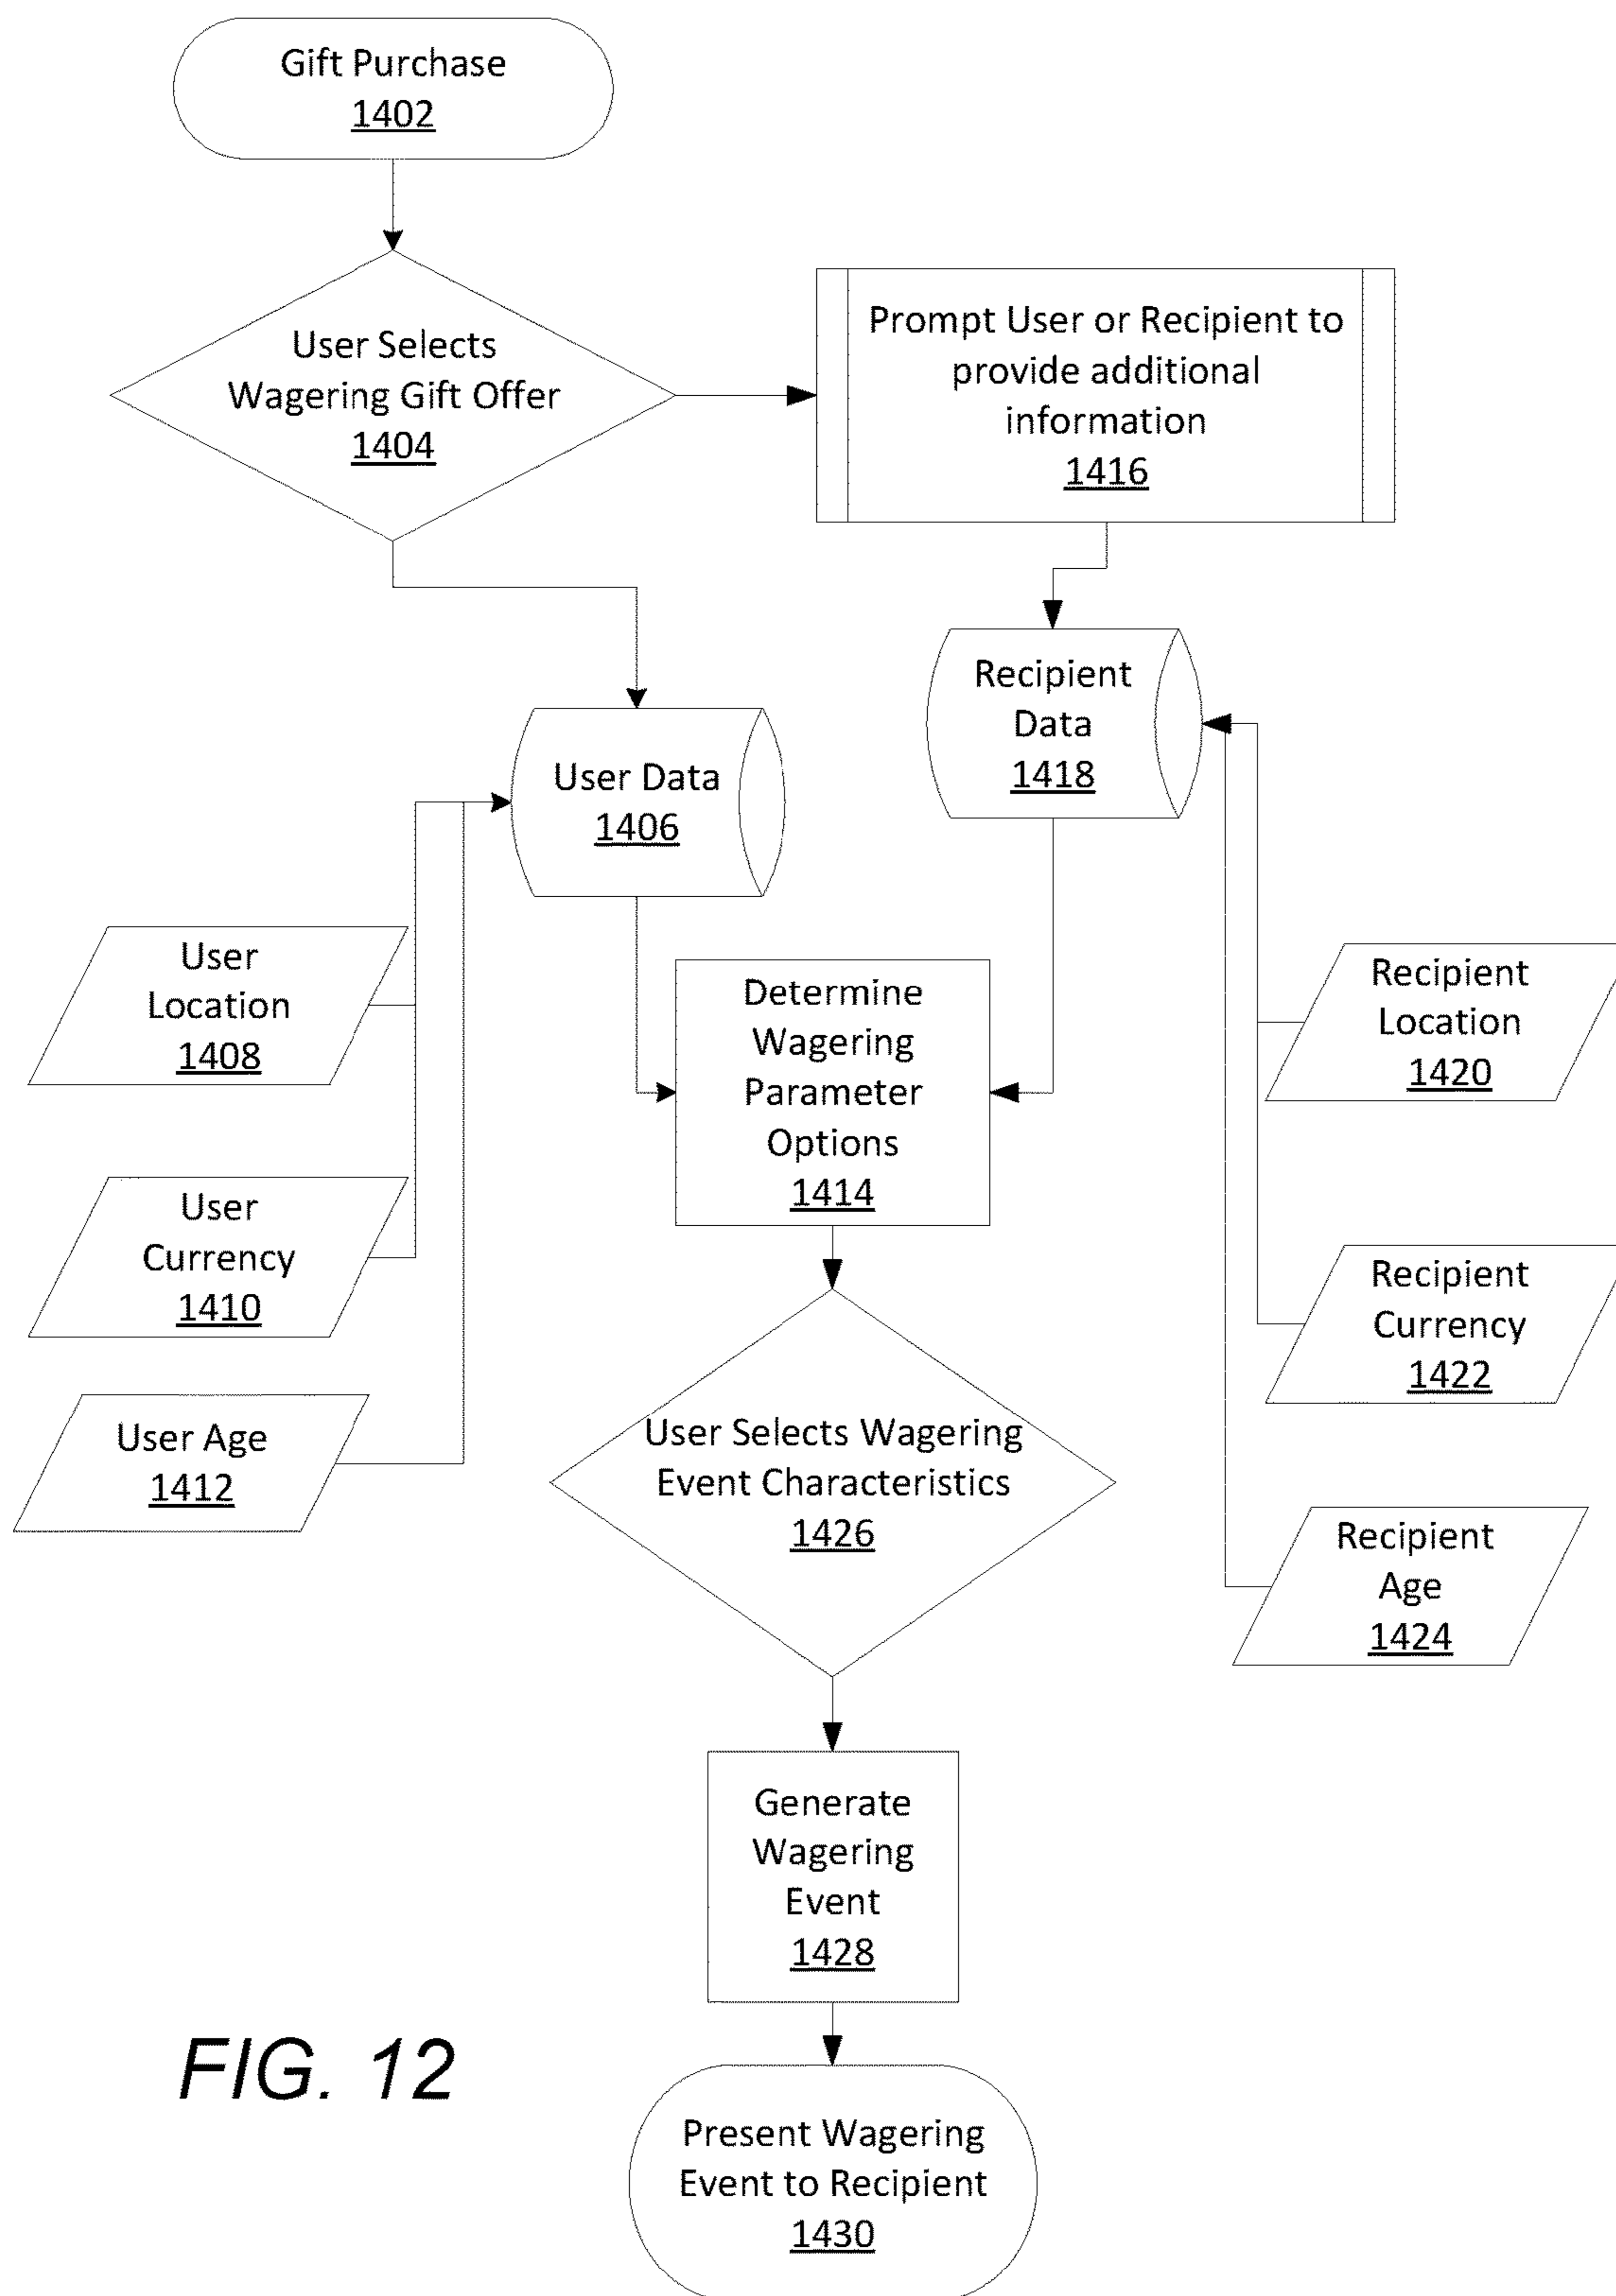 Gift Purchase
1402
User Selects
Wagering Gift Offer
1404
Prompt User or Recipient to
provide additional
information
1416
Recipient
Data
1418
User Data
1406
User
Location
1408
Determine
Wagering
Parameter
Options
1414
Recipient
Location
1420
User
Currency
1410
Recipient
Currency
1422
User Age
1412
User Selects Wagering
Event Characteristics
1426
Recipient
Age
1424
Generate
Wagering
Event
1428
FIG. 12
Present Wagering
Event to Recipient
1430